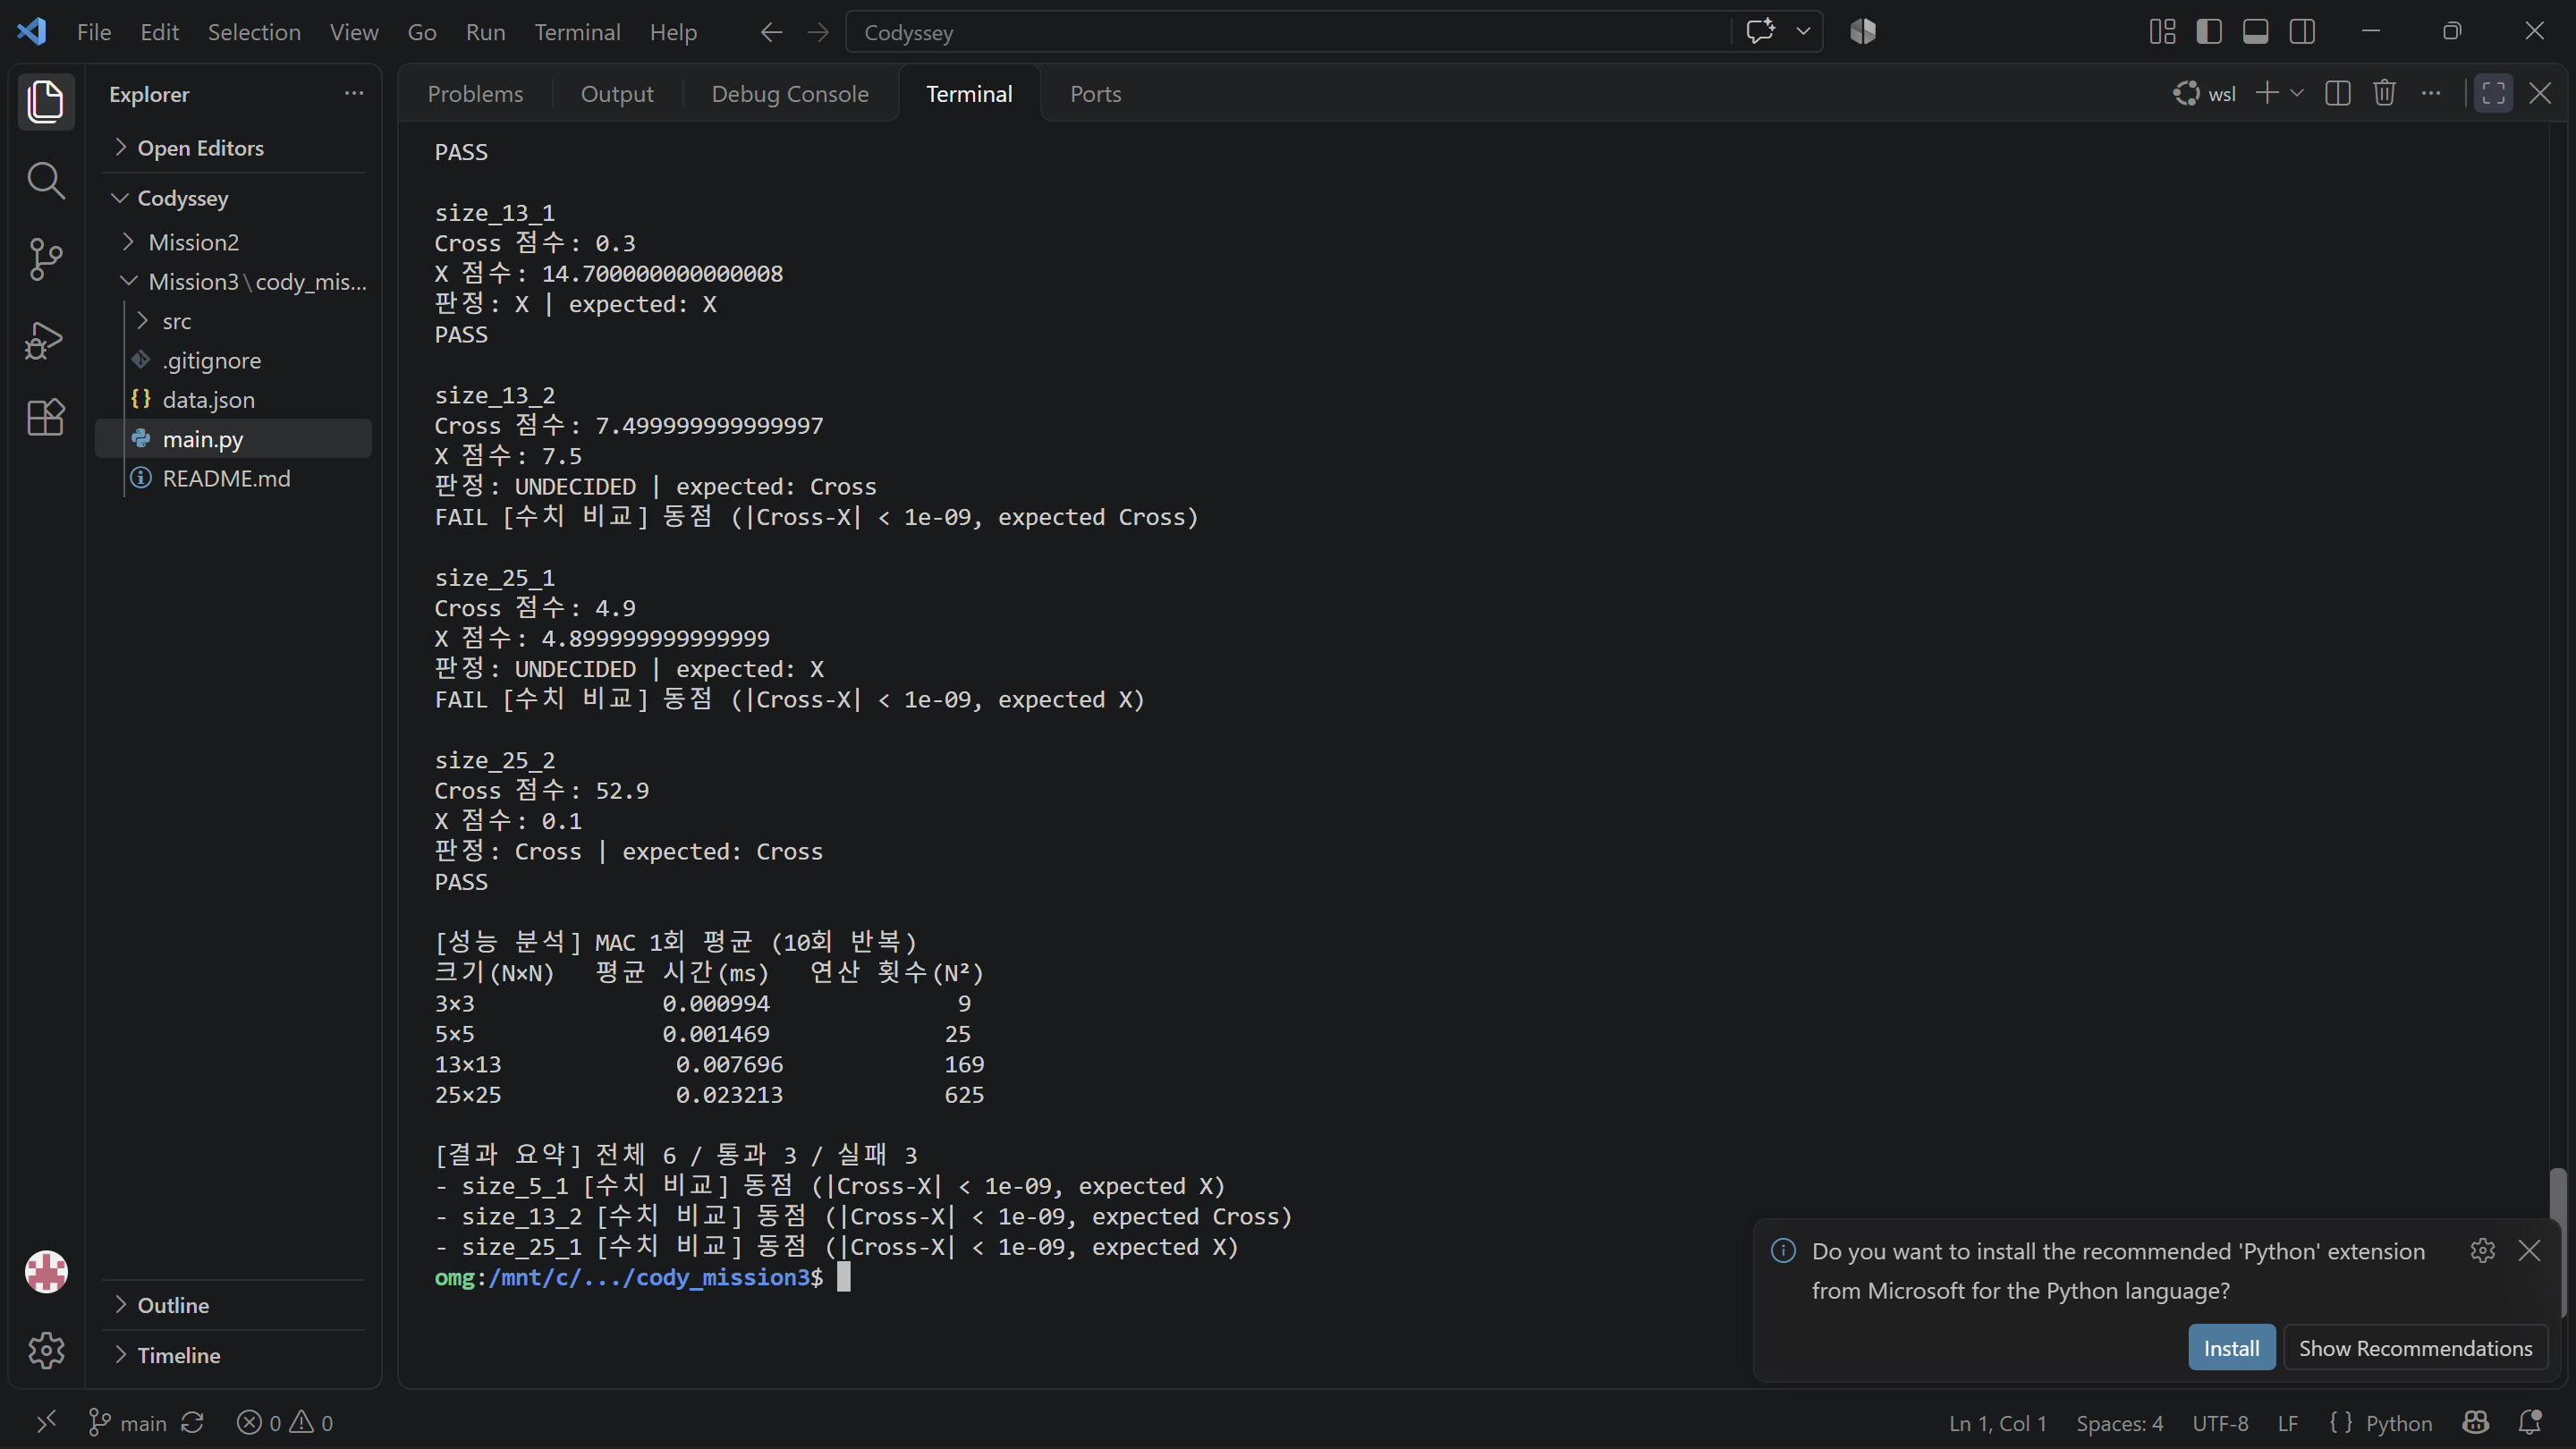 File Edit Selection View Go Run Terminal Help
Codyssey
Explorer
Open Editors
Codyssey
Mission2
Mission3\cody_mis...
src
.gitignore
data.json
main.py
README.md
Outline
Timeline
Problems Output Debug Console Terminal Ports
wsl
PASS
size_13_1
Cross 점수: 0.3
X 점수: 14.700000000000008
판정: X | expected: X
PASS
size_13_2
Cross 점수: 7.499999999999997
X 점수: 7.5
판정: UNDECIDED | expected: Cross
FAIL [수치 비교] 동점 (|Cross-X| < 1e-09, expected Cross)
size_25_1
Cross 점수: 4.9
X 점수: 4.899999999999999
판정: UNDECIDED | expected: X
FAIL [수치 비교] 동점 (|Cross-X| < 1e-09, expected X)
size_25_2
Cross 점수: 52.9
X 점수: 0.1
판정: Cross | expected: Cross
PASS
[성능 분석] MAC 1회 평균 (10회 반복)
크기(N×N) 평균 시간(ms) 연산 횟수(N²)
3×3 0.000994 9
5×5 0.001469 25
13×13 0.007696 169
25×25 0.023213 625
[결과 요약] 전체 6 / 통과 3 / 실패 3
- size_5_1 [수치 비교] 동점 (|Cross-X| < 1e-09, expected X)
- size_13_2 [수치 비교] 동점 (|Cross-X| < 1e-09, expected Cross)
- size_25_1 [수치 비교] 동점 (|Cross-X| < 1e-09, expected X)
omg:/mnt/c/.../cody_mission3$
Do you want to install the recommended 'Python' extension
from Microsoft for the Python language?
Install Show Recommendations
main 0 0
Ln 1, Col 1 Spaces: 4 UTF-8 LF { } Python